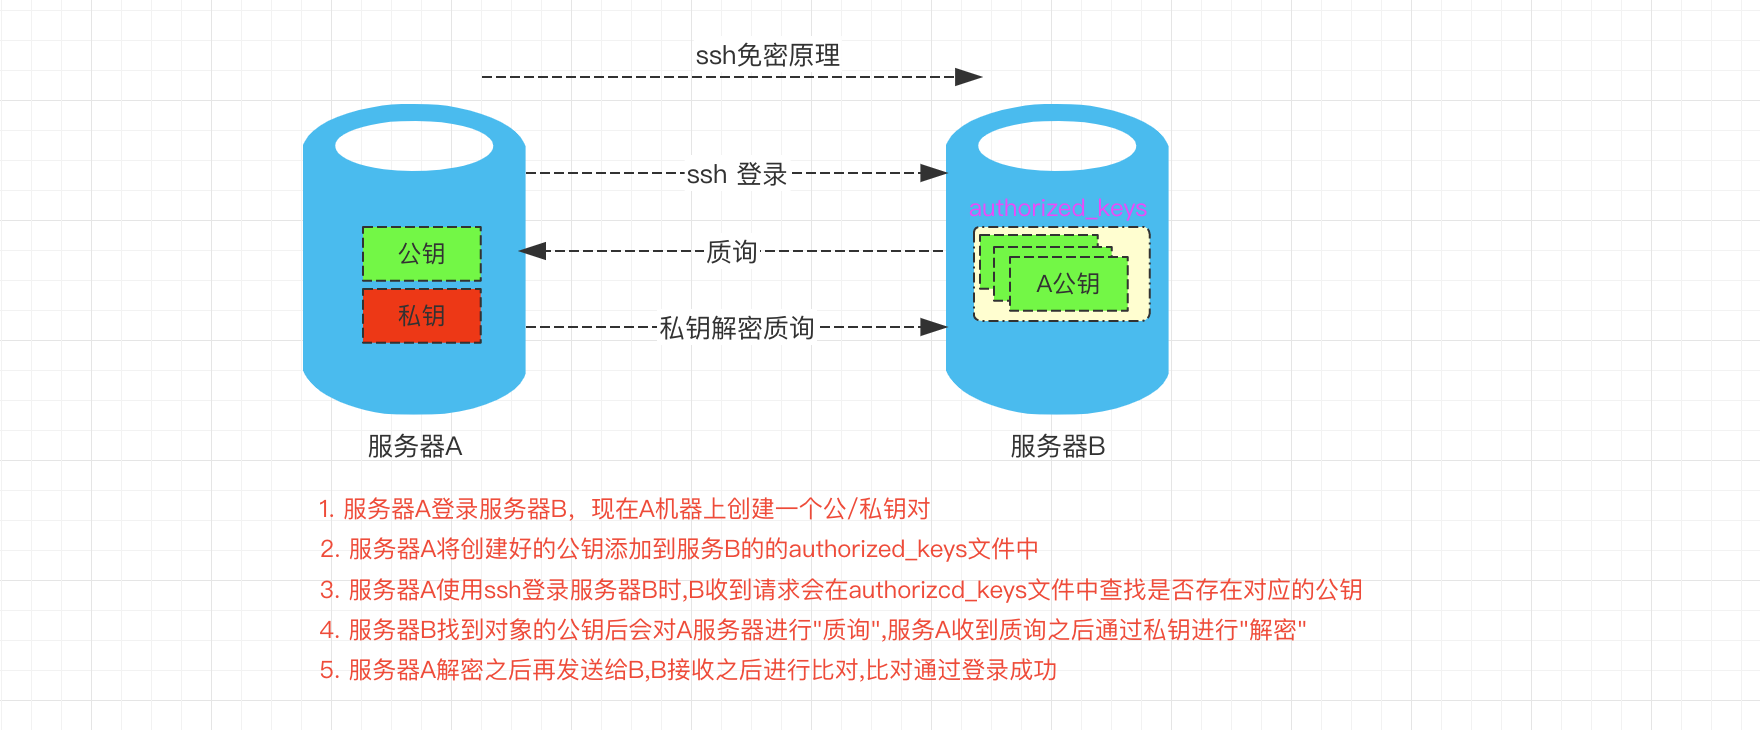 ssh免密原理
ssh 登录
authorized_keys
公钥
质询
A公钥
私钥
私钥解密质询
服务器A
服务器B
1. 服务器A登录服务器B，现在A机器上创建一个公/私钥对
2. 服务器A将创建好的公钥添加到服务B的的authorized_keys文件中
3. 服务器A使用ssh登录服务器B时,B收到请求会在authorizcd_keys文件中查找是否存在对应的公钥
4. 服务器B找到对象的公钥后会对A服务器进行"质询",服务A收到质询之后通过私钥进行"解密"
5. 服务器A解密之后再发送给B,B接收之后进行比对,比对通过登录成功